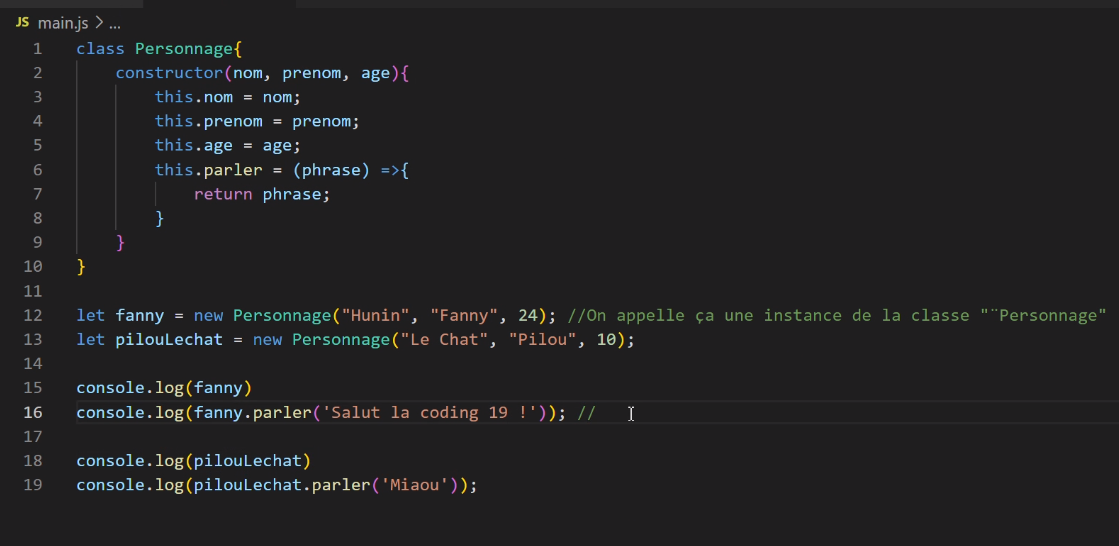 JS main.js > ...
1 class Personnage{
2 constructor(nom, prenom, age){
3 this.nom = nom;
4 this.prenom = prenom;
5 this.age = age;
6 this.parler = (phrase) =>{
7 return phrase;
8 }
9 }
10 }
11
12 let fanny = new Personnage("Hunin", "Fanny", 24); //On appelle ça une instance de la classe "¨Personnage"
13 let pilouLechat = new Personnage("Le Chat", "Pilou", 10);
14
15 console.log(fanny)
16 console.log(fanny.parler('Salut la coding 19 !')); //
17
18 console.log(pilouLechat)
19 console.log(pilouLechat.parler('Miaou'));